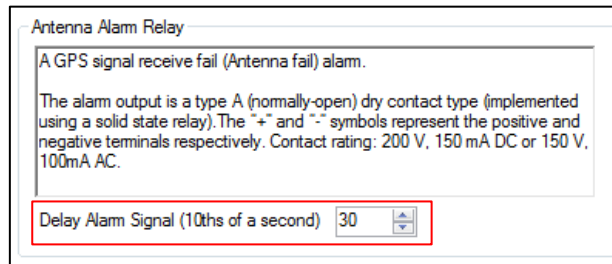 Antenna Alarm Relay
A GPS signal receive fail (Antenna fail) alarm.
The alarm output is a type A (normally-open) dry contact type (implemented
using a solid state relay).The "+" and "-" symbols represent the positive and
negative terminals respectively. Contact rating: 200 V, 150 mA DC or 150 V,
100mA AC.
Delay Alarm Signal (10ths of a second) 30